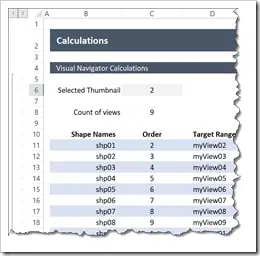 1 2
A B C D
1
2 Calculations
3
4 Visual Navigator Calculations
5
6 Selected Thumbnail 2
7
8 Count of views 9
9
10 Shape Names Order Target Range
11 shp01 2 myView02
12 shp02 3 myView03
13 shp03 4 myView04
14 shp04 5 myView05
15 shp05 6 myView06
16 shp06 7 myView07
17 shp07 8 myView08
18 shp08 9 myView09